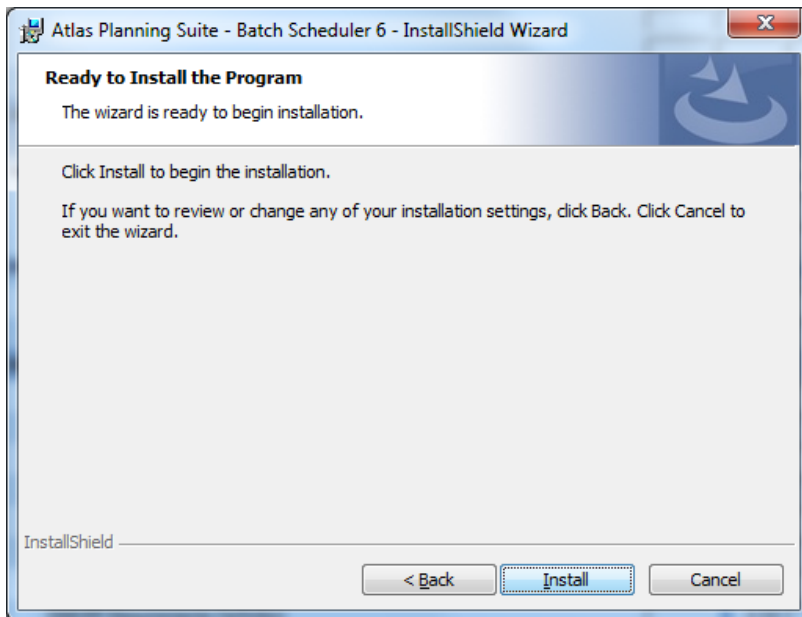 Atlas Planning Suite - Batch Scheduler 6 - InstallShield Wizard
Ready to Install the Program
The wizard is ready to begin installation.
Click Install to begin the installation.
If you want to review or change any of your installation settings, click Back. Click Cancel to
exit the wizard.
InstallShield
< Back
Install
Cancel